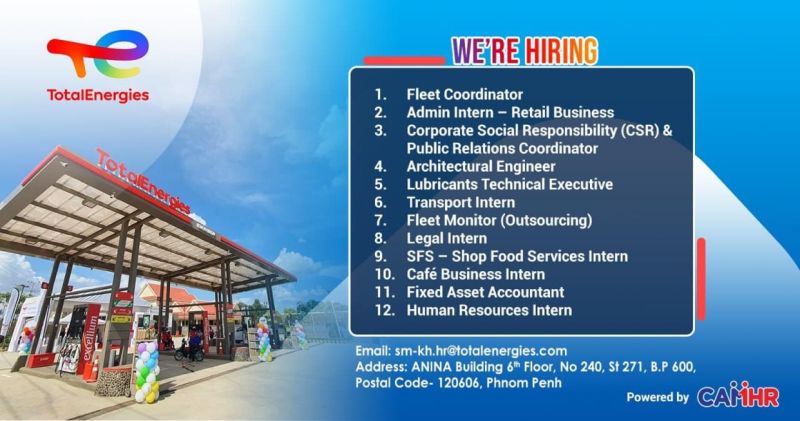 TotalEnergies
WE'RE HIRING
1. Fleet Coordinator
2. Admin Intern – Retail Business
3. Corporate Social Responsibility (CSR) &
Public Relations Coordinator
4. Architectural Engineer
5. Lubricants Technical Executive
6. Transport Intern
7. Fleet Monitor (Outsourcing)
8. Legal Intern
9. SFS – Shop Food Services Intern
10. Café Business Intern
11. Fixed Asset Accountant
12. Human Resources Intern
TotalEnergies
excellium
Email: sm-kh.hr@totalenergies.com
Address: ANINA Building 6th Floor, No 240, St 271, B.P 600,
Postal Code- 120606, Phnom Penh
Powered by CAMHR